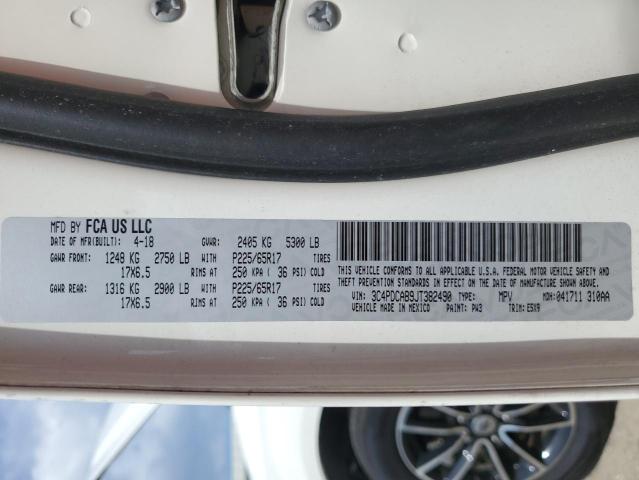 MFD BY FCA US LLC
DATE OF MFR(BUILT): 4-18 GVWR: 2405 KG 5300 LB
GAWR FRONT: 1248 KG 2750 LB WITH P225/65R17 TIRES
17X6.5 RIMS AT 250 KPA ( 36 PSI) COLD
GAWR REAR: 1316 KG 2900 LB WITH P225/65R17 TIRES
17X6.5 RIMS AT 250 KPA ( 36 PSI) COLD
THIS VEHICLE CONFORMS TO ALL APPLICABLE U.S.A. FEDERAL MOTOR VEHICLE SAFETY, BUMPER, AND
THEFT PREVENTION STANDARDS IN EFFECT ON THE DATE OF MANUFACTURE SHOWN ABOVE.
VIN: 3C4PDCAB9JT382490 TYPE: MPV MDH: 041711 310AA
VEHICLE MADE IN MEXICO PAINT: PW3 TRIM: E5X9